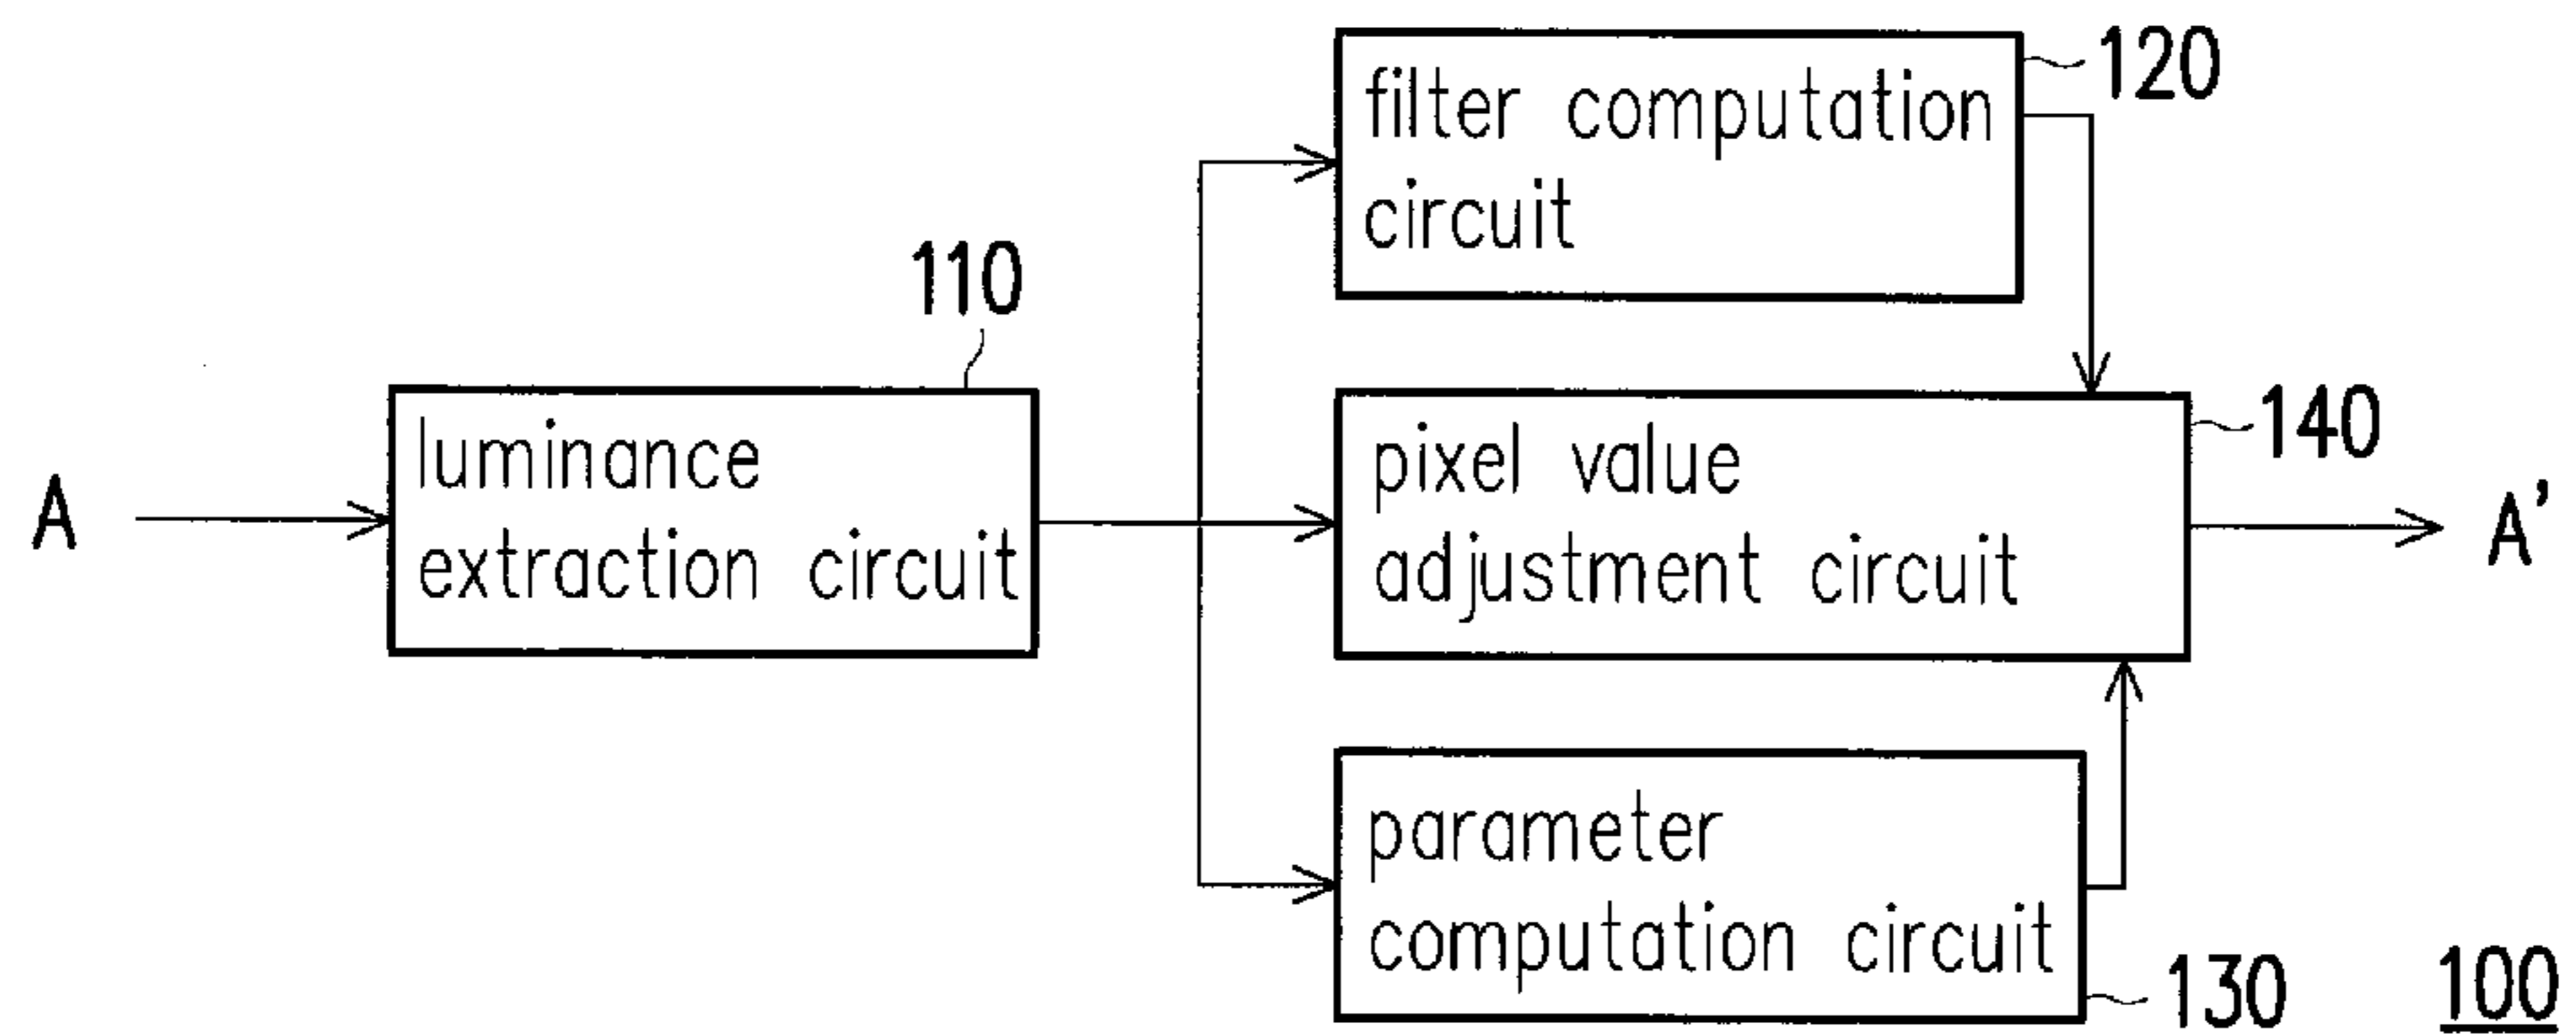 A
110
luminance
extraction circuit
120
filter computation
circuit
140
pixel value
adjustment circuit
A'
130
parameter
computation circuit
100